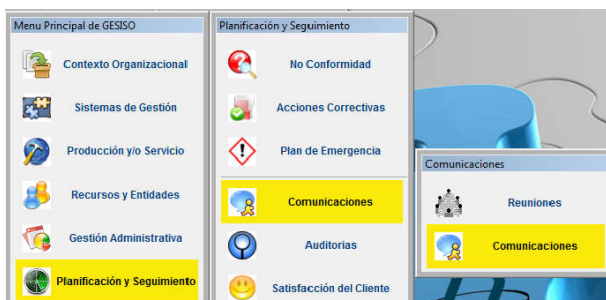 Menu Principal de GESISO
Contexto Organizacional
Sistemas de Gestión
Producción y/o Servicio
Recursos y Entidades
Gestión Administrativa
Planificación y Seguimiento
Planificación y Seguimiento
No Conformidad
Acciones Correctivas
Plan de Emergencia
Comunicaciones
Auditorias
Satisfacción del Cliente
Comunicaciones
Reuniones
Comunicaciones